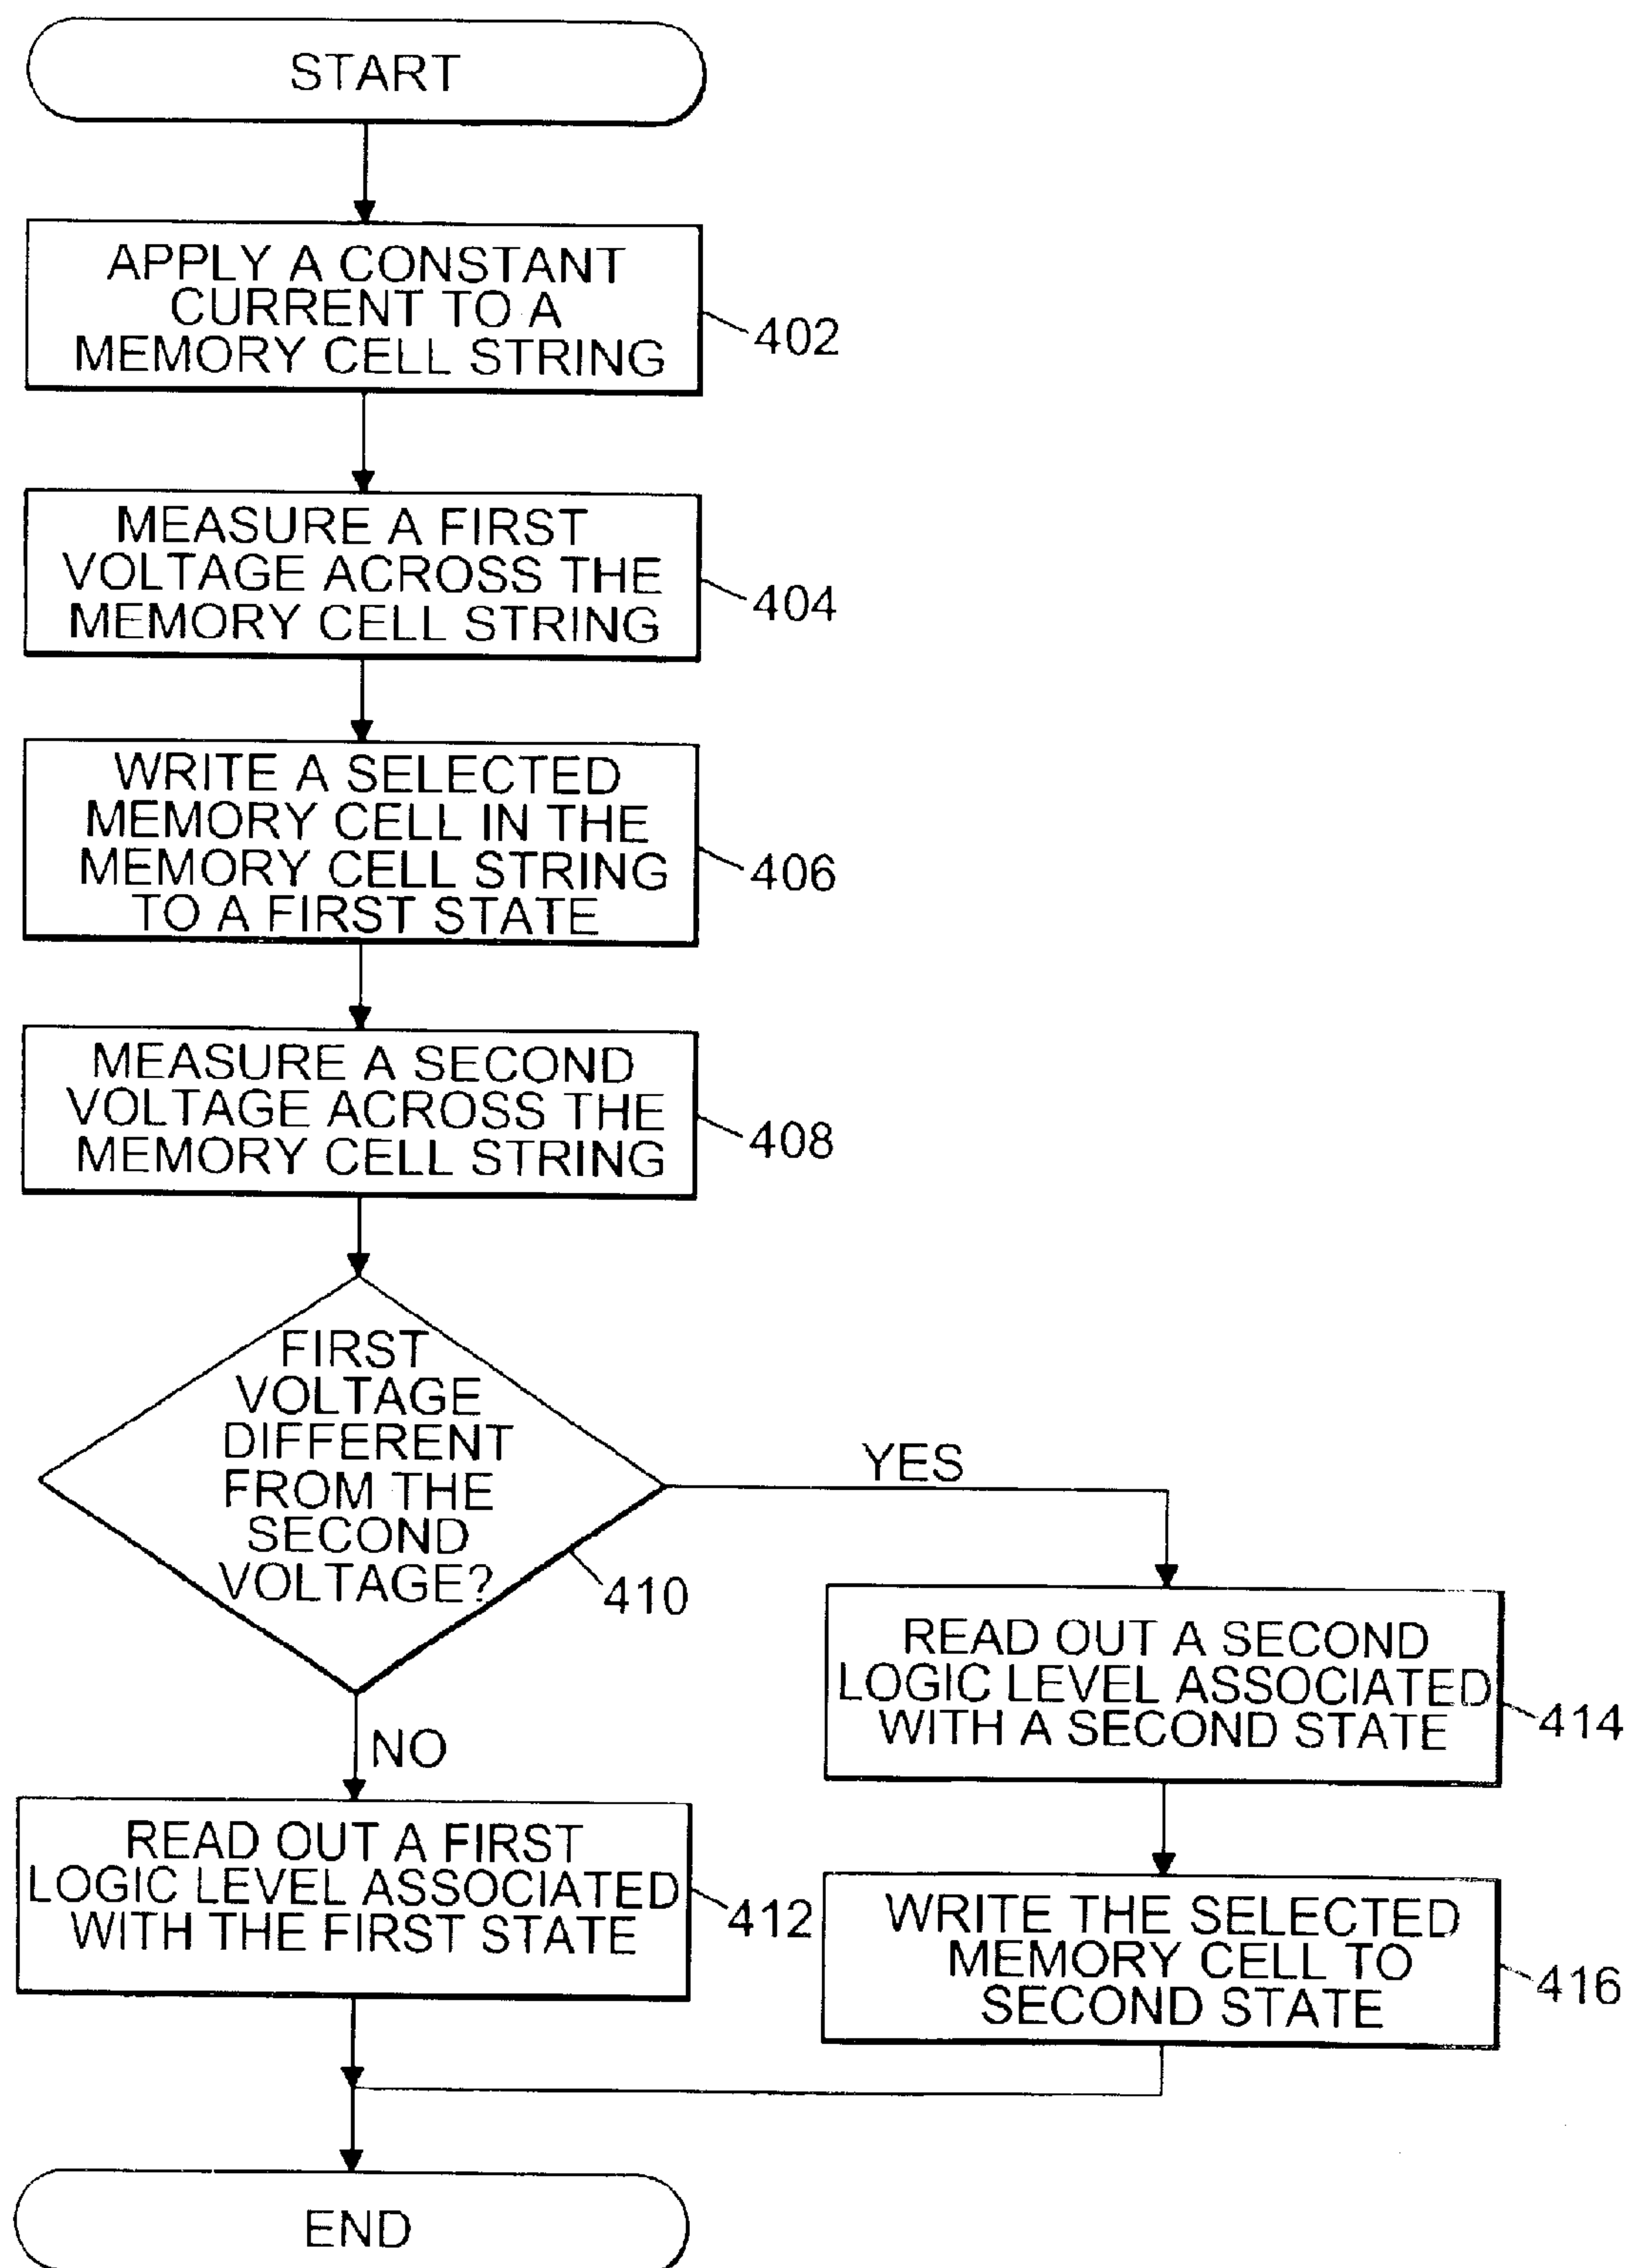 START
APPLY A CONSTANT
CURRENT TO A
MEMORY CELL STRING
402
MEASURE A FIRST
VOLTAGE ACROSS THE
MEMORY CELL STRING
404
WRITE A SELECTED
MEMORY CELL IN THE
MEMORY CELL STRING
TO A FIRST STATE
406
MEASURE A SECOND
VOLTAGE ACROSS THE
MEMORY CELL STRING
408
FIRST
VOLTAGE
DIFFERENT
FROM THE
SECOND
VOLTAGE?
410
YES
NO
READ OUT A SECOND
LOGIC LEVEL ASSOCIATED
WITH A SECOND STATE
414
READ OUT A FIRST
LOGIC LEVEL ASSOCIATED
WITH THE FIRST STATE
412
WRITE THE SELECTED
MEMORY CELL TO
SECOND STATE
416
END